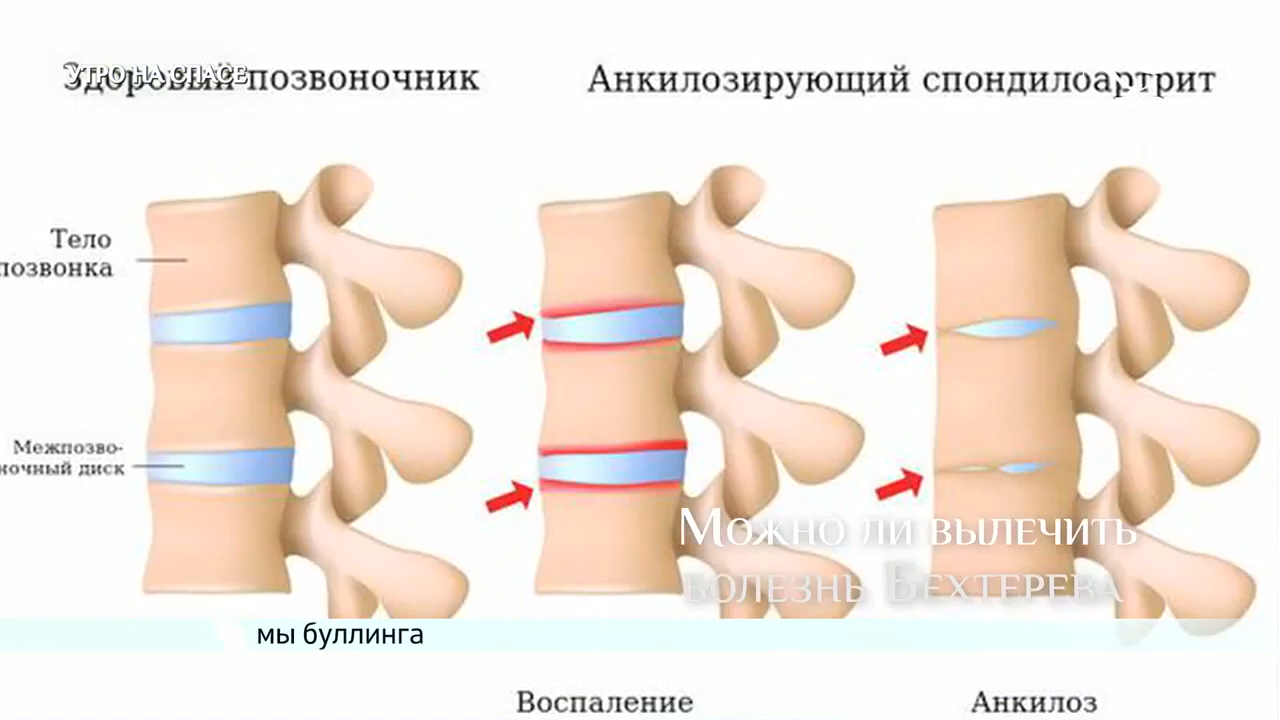 УТРО НА СПАСЕ
Здоровый позвоночник
Анкилозирующий спондилоартрит
Тело
позвонка
Межпозво-
ночный диск
Можно ли вылечить
болезнь Бехтерева
мы буллинга
Воспаление
Анкилоз